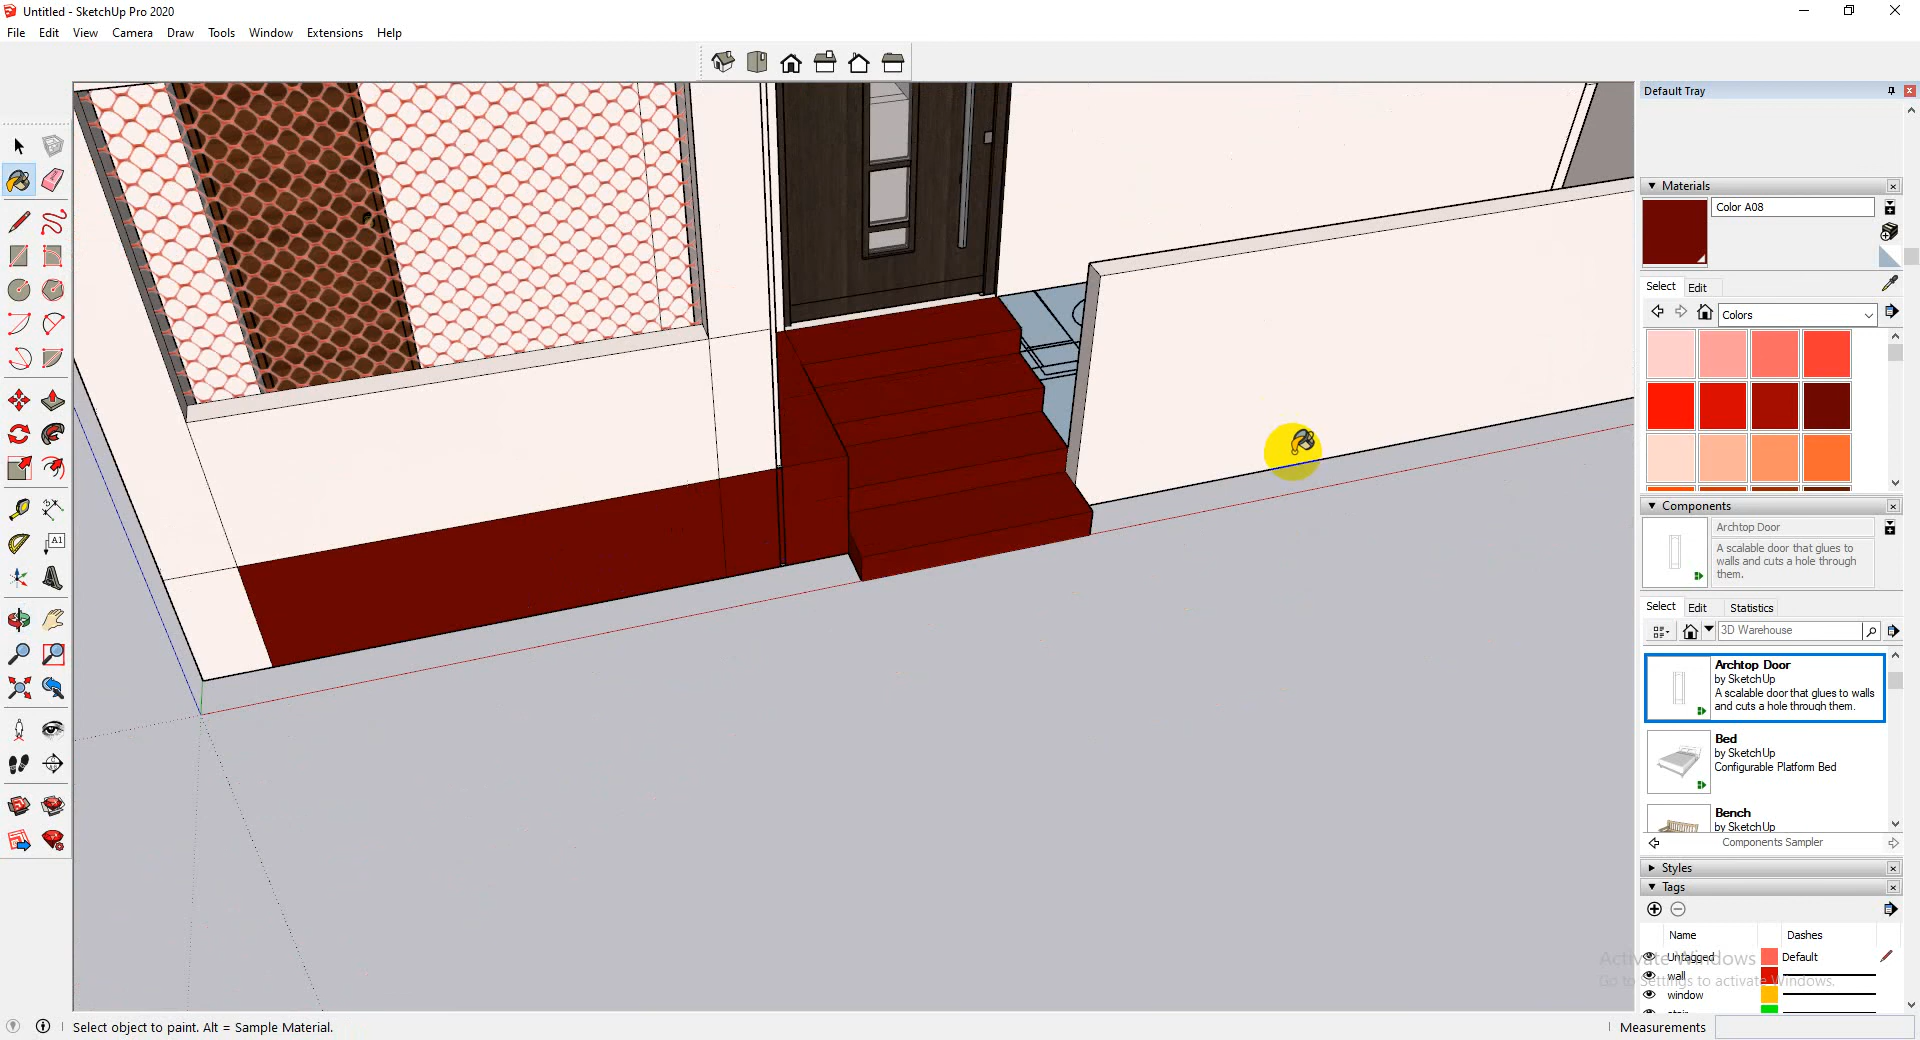 Untitled - SketchUp Pro 2020
File Edit View Camera Draw Tools Window Extensions Help
Default Tray
Materials
Color A08
Select Edit
Colors
Components
Archtop Door
A scalable door that glues to
walls and cuts a hole through
them.
Select Edit Statistics
3D Warehouse
Archtop Door
by SketchUp
A scalable door that glues to walls
and cuts a hole through them.
Bed
by SketchUp
Configurable Platform Bed
Bench
by SketchUp
Components Sampler
Styles
Tags
Name Dashes
Untagged Default
wall
window
Activate Windows
Go to Settings to activate Windows.
A1
Select object to paint. Alt = Sample Material.
Measurements